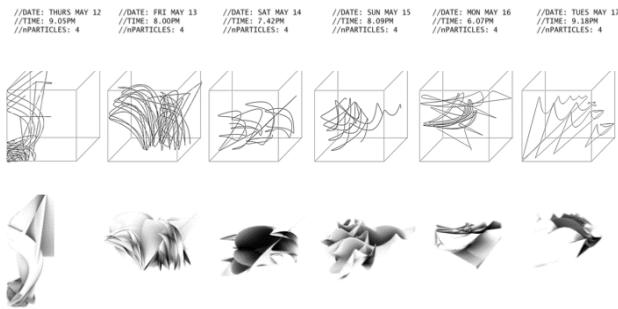 //DATE: THURS MAY 12
//TIME: 9.05PM
//nPARTICLES: 4
//DATE: FRI MAY 13
//TIME: 8.00PM
//nPARTICLES: 4
//DATE: SAT MAY 14
//TIME: 7.42PM
//nPARTICLES: 4
//DATE: SUN MAY 15
//TIME: 8.09PM
//nPARTICLES: 4
//DATE: MON MAY 16
//TIME: 6.07PM
//nPARTICLES: 4
//DATE: TUES MAY 17
//TIME: 9.18PM
//nPARTICLES: 4